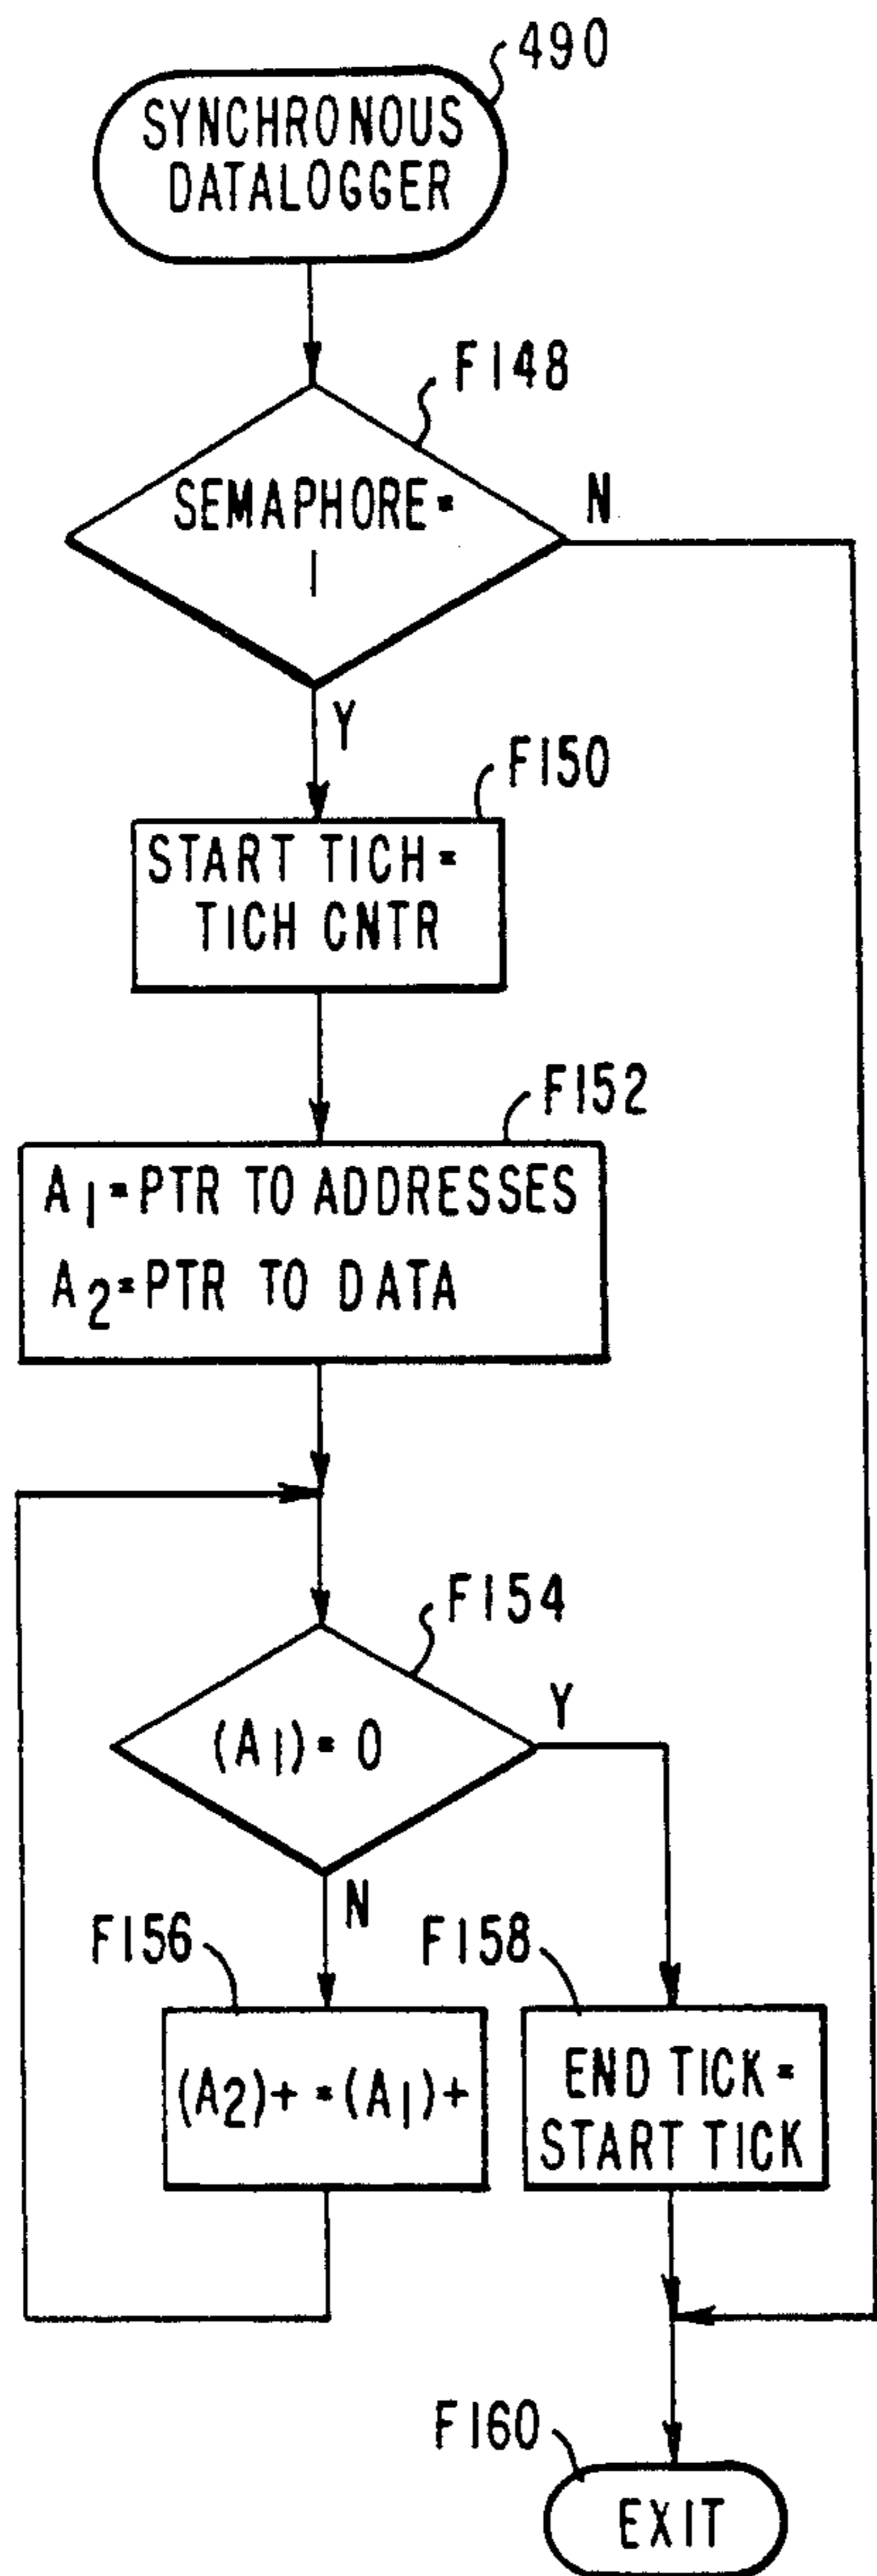 490
SYNCHRONOUS
DATALOGGER
F148
SEMAPHORE=
1
N
Y
F150
START TICH=
TICH CNTR
F152
A1=PTR TO ADDRESSES
A2=PTR TO DATA
F154
(A1)=0
Y
N
F156
F158
(A2)+=(A1)+
END TICK=
START TICK
F160
EXIT